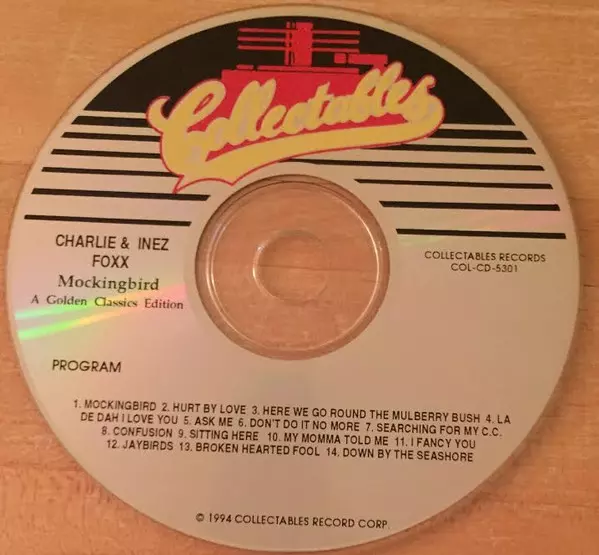 Collectables
CHARLIE & INEZ
FOXX
Mockingbird
A Golden Classics Edition
COLLECTABLES RECORDS
COL-CD-5301
PROGRAM
1. MOCKINGBIRD 2. HURT BY LOVE 3. HERE WE GO ROUND THE MULBERRY BUSH 4. LA
DE DAH I LOVE YOU 5. ASK ME 6. DON'T DO IT NO MORE 7. SEARCHING FOR MY C.C.
8. CONFUSION 9. SITTING HERE 10. MY MOMMA TOLD ME 11. I FANCY YOU
12. JAYBIRDS 13. BROKEN HEARTED FOOL 14. DOWN BY THE SEASHORE
© 1994 COLLECTABLES RECORD CORP.